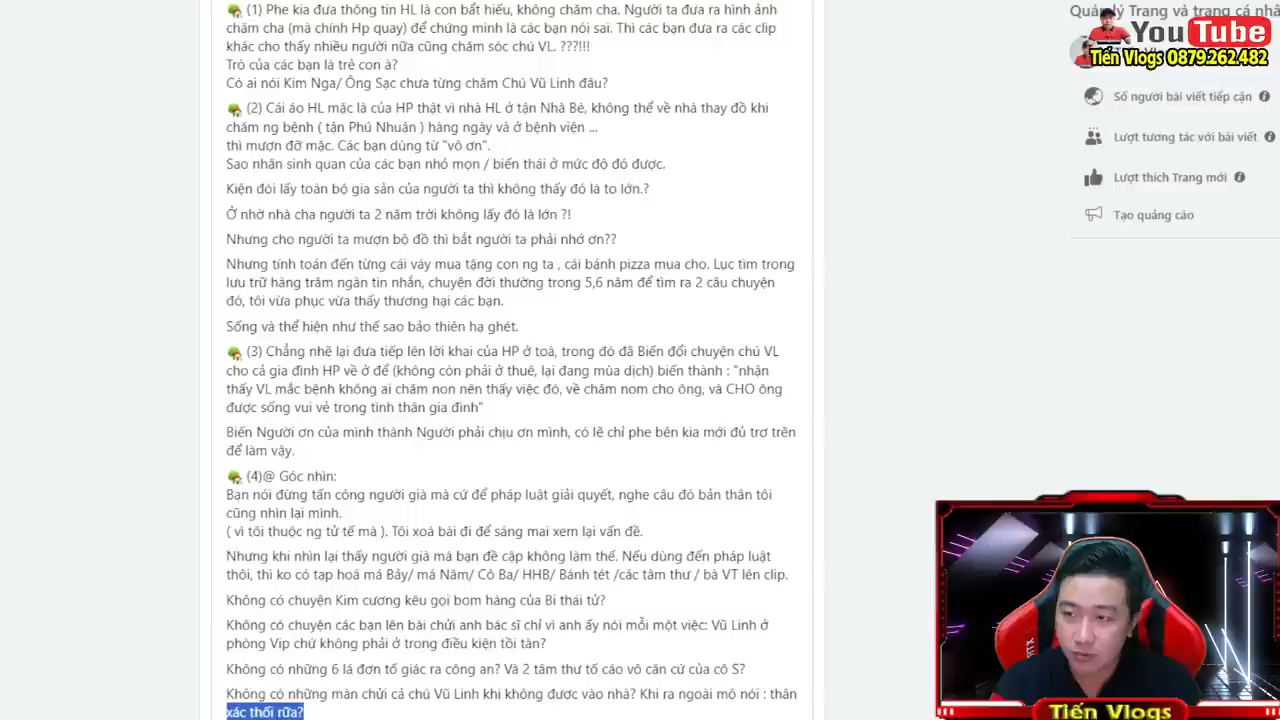 (1) Phe kia đưa thông tin HL là con bất hiếu, không chăm cha. Người ta đưa ra hình ảnh
chăm cha (mà chính Hp quay) để chứng minh là các bạn nói sai. Thì các bạn đưa ra các clip
khác cho thấy nhiều người nữa cũng chăm sóc chú VL. ???!!!
Trò của các bạn là trẻ con à?
Có ai nói Kim Nga/ Ông Sạc chưa từng chăm Chú Vũ Linh đâu?
(2) Cái áo HL mặc là của HP thật vì nhà HL ở tận Nhà Bè, không thể về nhà thay đồ khi
chăm ng bệnh ( tận Phú Nhuận ) hàng ngày và ở bệnh viện ...
thì mượn đỡ mặc. Các bạn dùng từ "vô ơn".
Sao nhân sinh quan của các bạn nhỏ mọn / biến thái ở mức độ đó được.
Kiện đòi lấy toàn bộ gia sản của người ta thì không thấy đó là to lớn.?
Ở nhờ nhà cha người ta 2 năm trời không lấy đó là lớn ?!
Nhưng cho người ta mượn bộ đồ thì bắt người ta phải nhớ ơn??
Nhưng tính toán đến từng cái váy mua tặng con ng ta , cái bánh pizza mua cho. Lục tìm trong
lưu trữ hàng trăm ngàn tin nhắn, chuyện đời thường trong 5,6 năm để tìm ra 2 câu chuyện
đó, tôi vừa phục vừa thấy thương hại các bạn.
Sống và thể hiện như thế sao bảo thiên hạ ghét.
(3) Chẳng nhẽ lại đưa tiếp lên lời khai của HP ở toà, trong đó đã Biến đổi chuyện chú VL
cho cả gia đình HP về ở để (không còn phải ở thuê, lại đang mùa dịch) biến thành : "nhận
thấy VL mắc bệnh không ai chăm non nên thấy việc đó, về chăm nom cho ông, và CHO ông
được sống vui vẻ trong tình thân gia đình"
Biến Người ơn của mình thành Người phải chịu ơn mình, có lẽ chỉ phe bên kia mới đủ trơ trẽn
để làm vậy.
(4)@ Góc nhìn:
Bạn nói đừng tấn công người già mà cứ để pháp luật giải quyết, nghe câu đó bản thân tôi
cũng nhìn lại mình.
( vì tôi thuộc ng tử tế mà ). Tôi xoá bài đi để sáng mai xem lại vấn đề.
Nhưng khi nhìn lại thấy người già mà bạn đề cập không làm thế. Nếu dùng đến pháp luật
thôi, thì ko có tạp hoá má Bảy/ má Năm/ Cô Ba/ HHB/ Bánh tét /các tâm thư / bà VT lên clip.
Không có chuyện Kim cương kêu gọi bom hàng của Bi thái tử?
Không có chuyện các bạn lên bài chửi anh bác sĩ chỉ vì anh ấy nói mỗi một việc: Vũ Linh ở
phòng Vip chứ không phải ở trong điều kiện tồi tàn?
Không có những 6 lá đơn tố giác ra công an? Và 2 tâm thư tố cáo vô căn cứ của cô S?
Không có những màn chửi cả chú Vũ Linh khi không được vào nhà? Khi ra ngoài mộ nói : thân
xác thối rữa?
Quản lý Trang và trang cá nhâ
YouTube
Tiến Vlogs 0879.262.482
Số người bài viết tiếp cận
Lượt tương tác với bài viết
Lượt thích Trang mới
Tạo quảng cáo
Tiến Vlogs